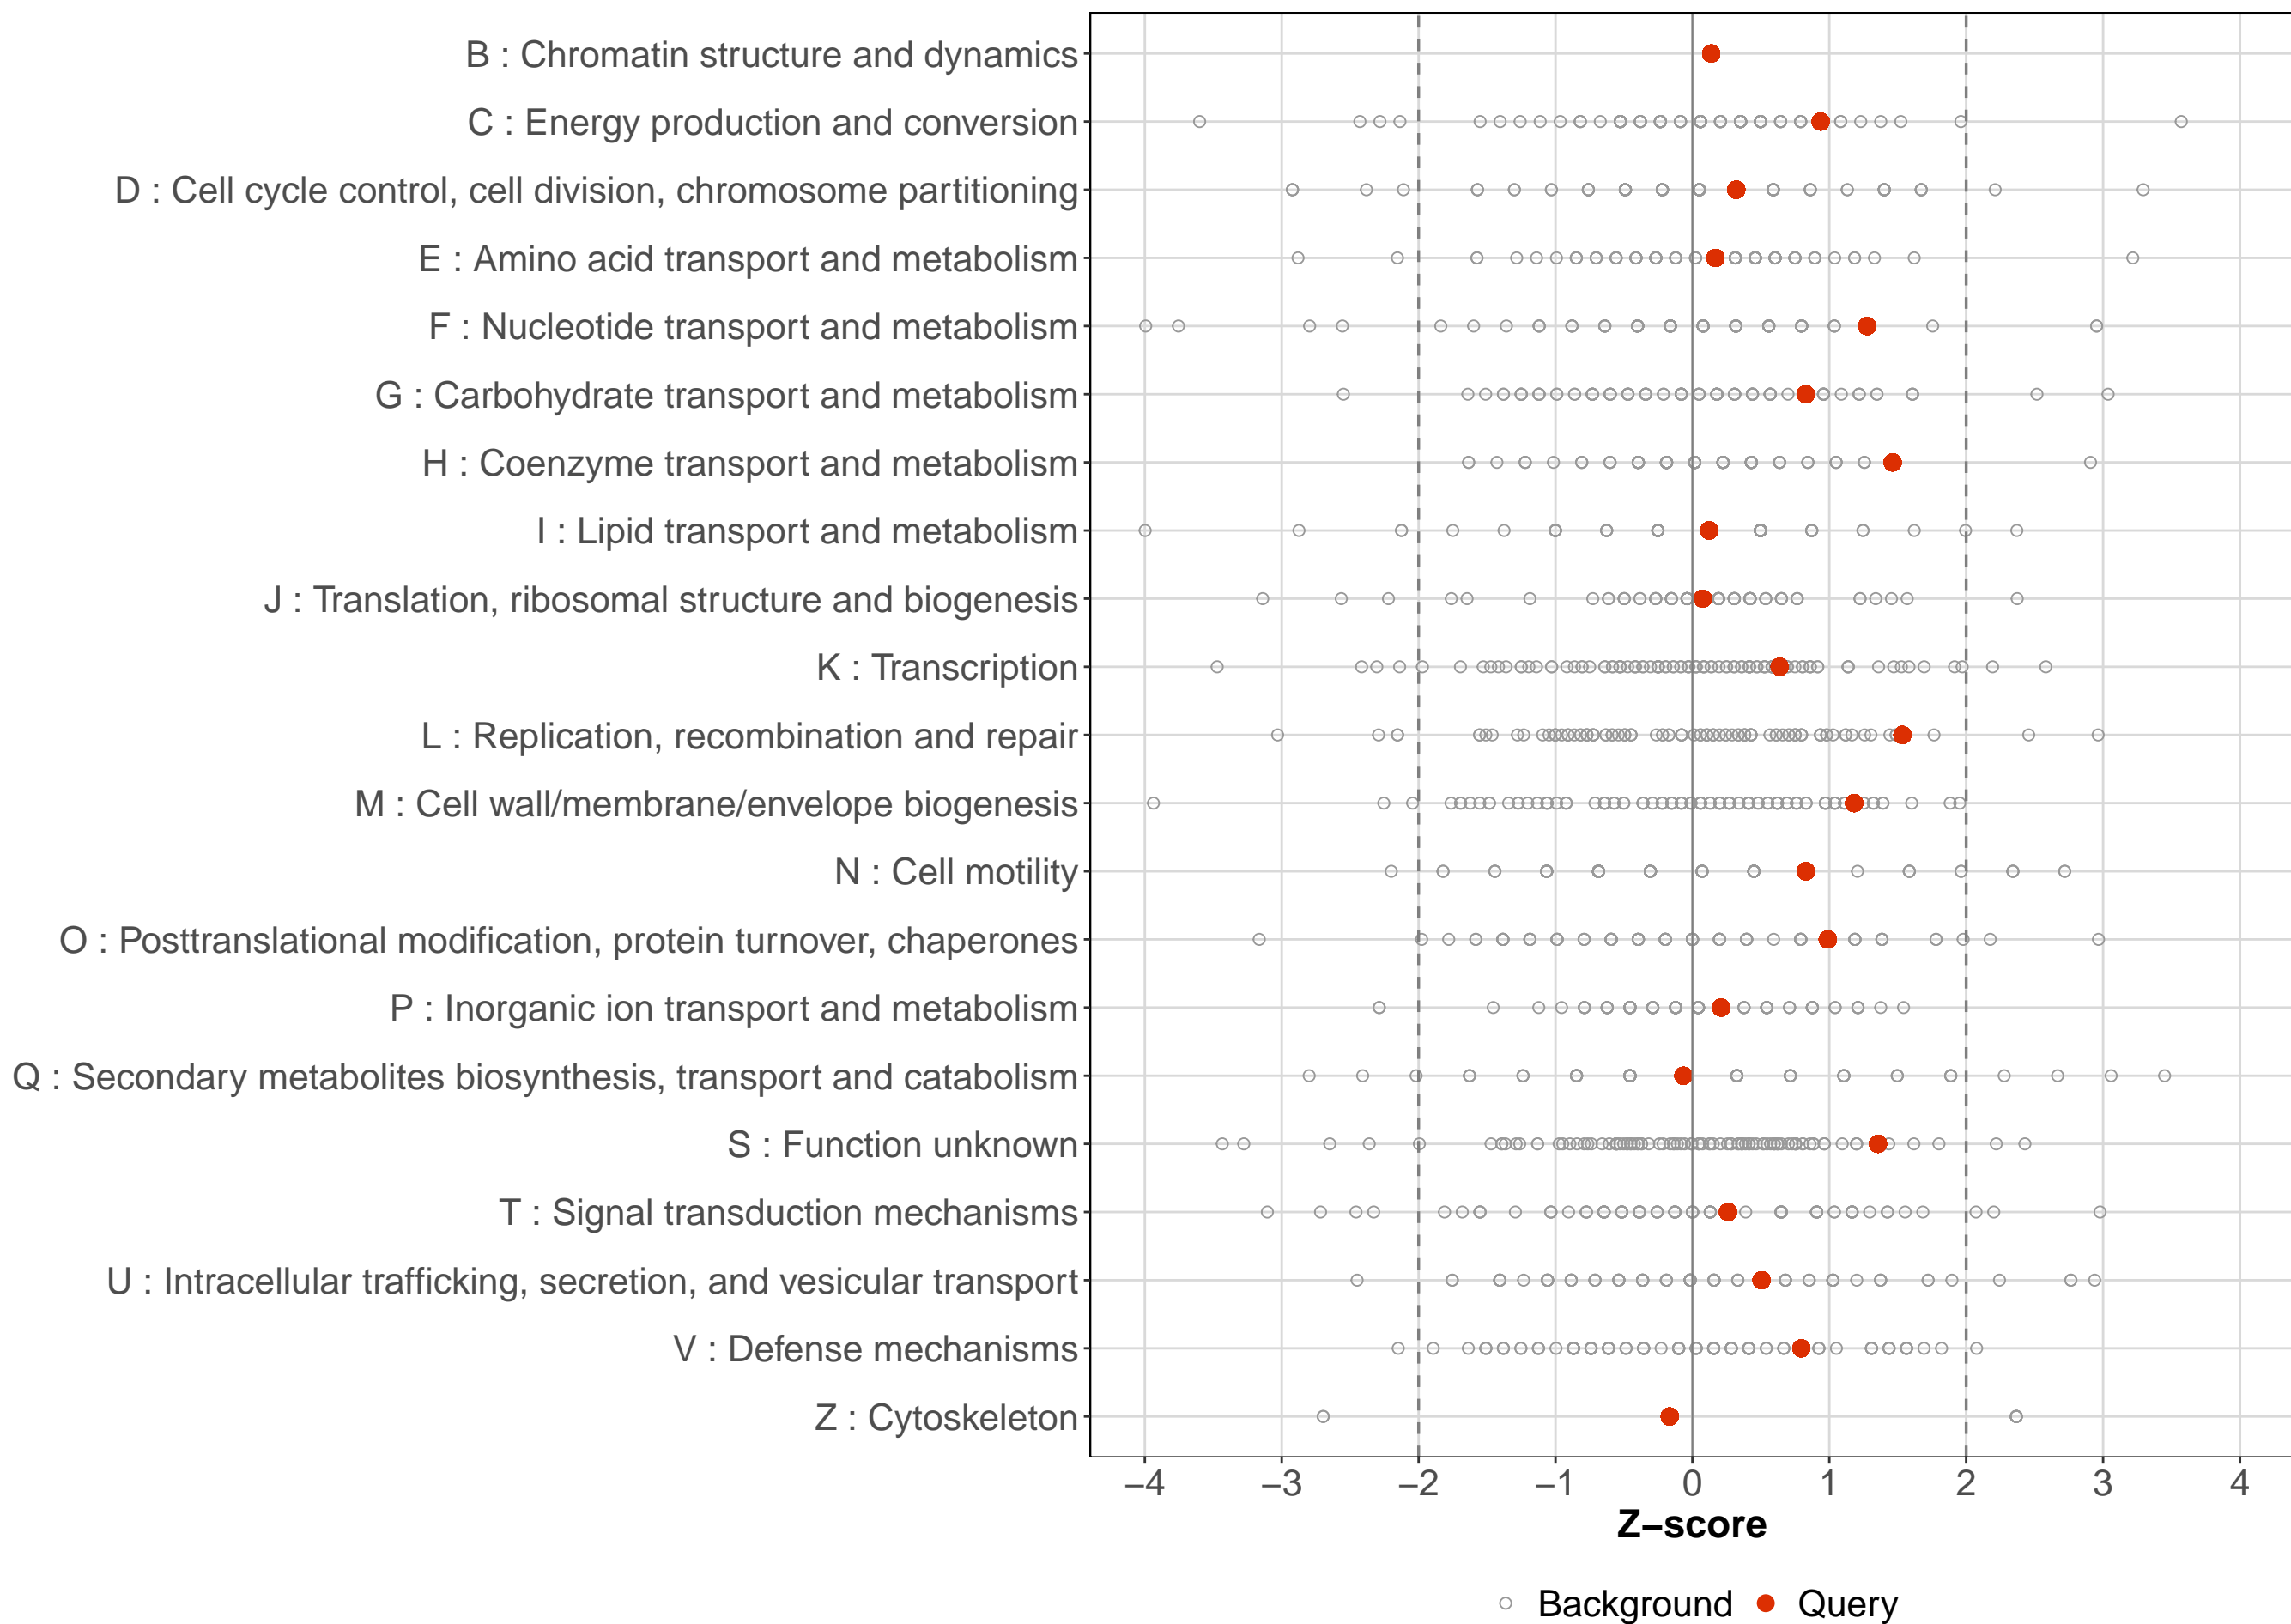 B : Chromatin structure and dynamics
C : Energy production and conversion
D : Cell cycle control, cell division, chromosome partitioning
E : Amino acid transport and metabolism
F : Nucleotide transport and metabolism
G : Carbohydrate transport and metabolism
H : Coenzyme transport and metabolism
I : Lipid transport and metabolism
J : Translation, ribosomal structure and biogenesis
K : Transcription
L : Replication, recombination and repair
M : Cell wall/membrane/envelope biogenesis
N : Cell motility
O : Posttranslational modification, protein turnover, chaperones
P : Inorganic ion transport and metabolism
Q : Secondary metabolites biosynthesis, transport and catabolism
S : Function unknown
T : Signal transduction mechanisms
U : Intracellular trafficking, secretion, and vesicular transport
V : Defense mechanisms
Z : Cytoskeleton
−4 −3 −2 −1 0 1 2 3 4
Z−score
Background Query